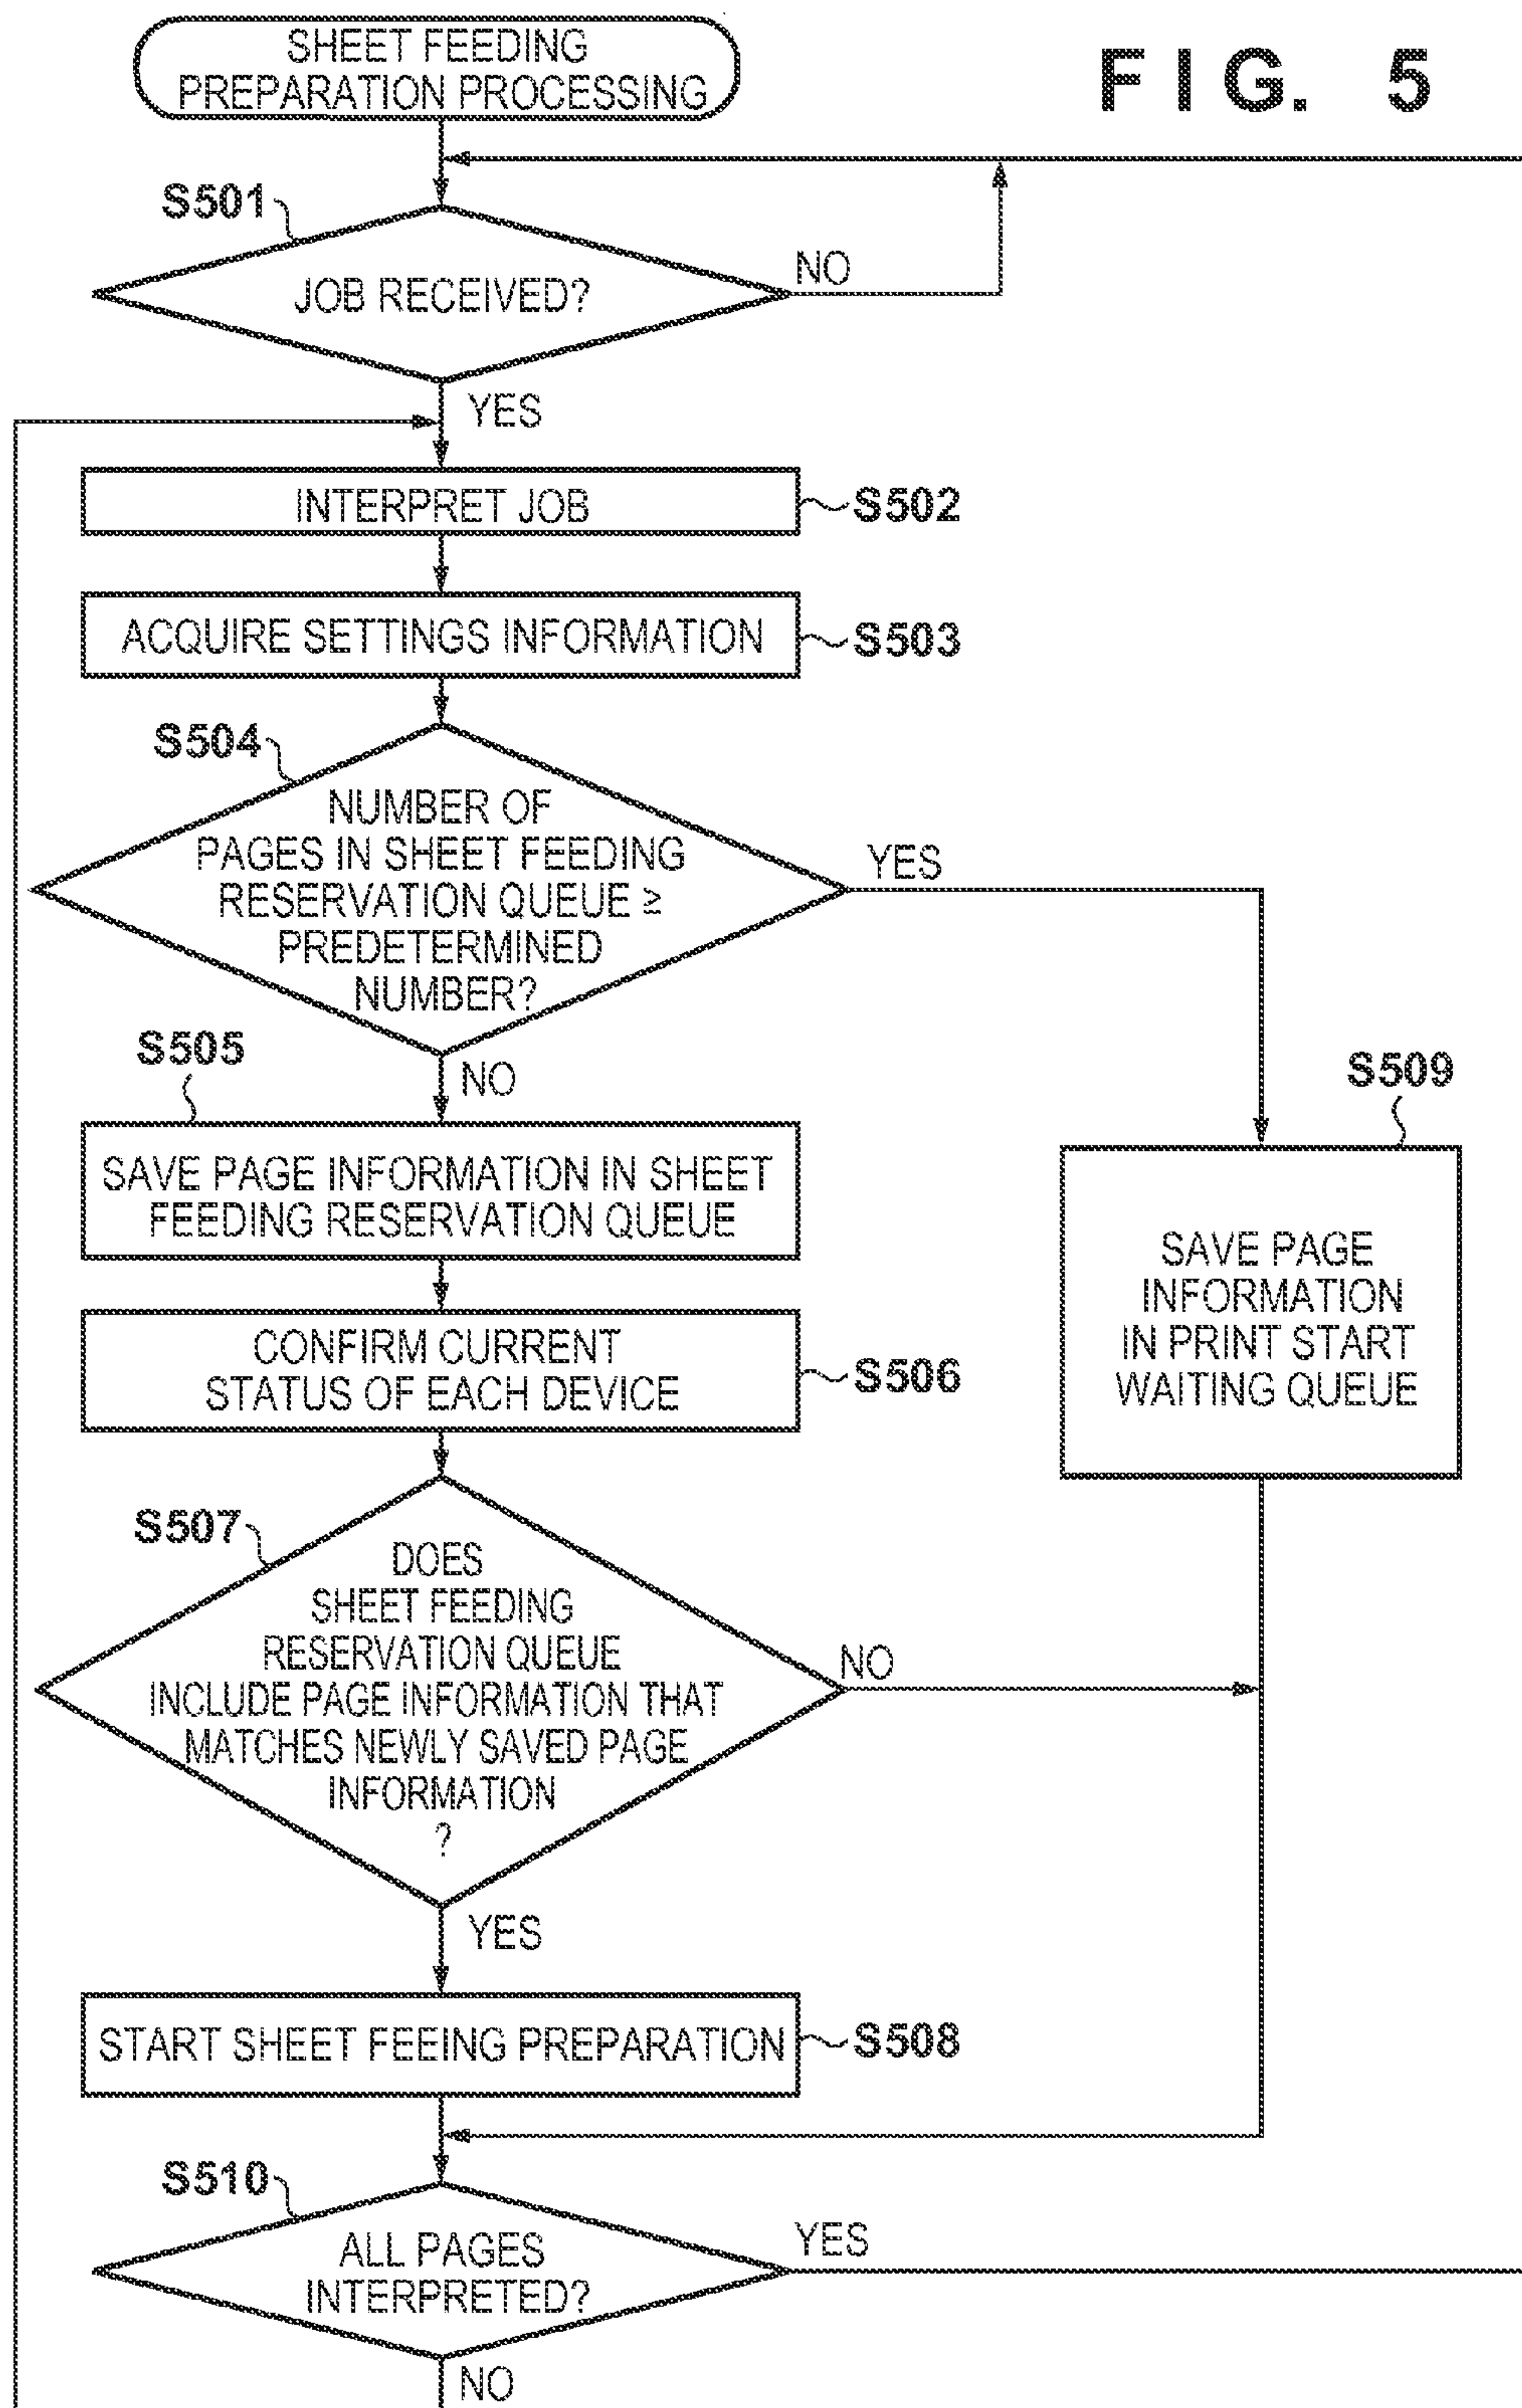 SHEET FEEDING
PREPARATION PROCESSING
FIG. 5
S501
JOB RECEIVED?
NO
YES
INTERPRET JOB
S502
ACQUIRE SETTINGS INFORMATION
S503
S504
NUMBER OF
PAGES IN SHEET FEEDING
RESERVATION QUEUE ≥
PREDETERMINED
NUMBER?
YES
NO
S505
SAVE PAGE INFORMATION IN SHEET
FEEDING RESERVATION QUEUE
S509
SAVE PAGE
INFORMATION
IN PRINT START
WAITING QUEUE
CONFIRM CURRENT
STATUS OF EACH DEVICE
S506
S507
DOES
SHEET FEEDING
RESERVATION QUEUE
INCLUDE PAGE INFORMATION THAT
MATCHES NEWLY SAVED PAGE
INFORMATION
?
NO
YES
START SHEET FEEING PREPARATION
S508
S510
ALL PAGES
INTERPRETED?
YES
NO